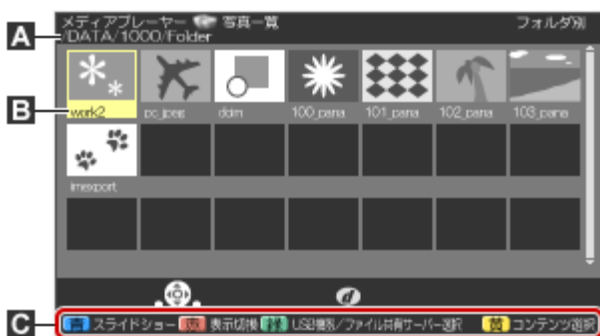 メディアプレーヤー 写真一覧 フォルダ別
A /DATA/1000/Folder
B work2 pc_jpeg dcim 100_pana 101_pana 102_pana 103_pana
imexport
d
C 青 スライドショー 赤 表示切換 緑 USB機器/ファイル共有サーバー選択 黄 コンテンツ選択